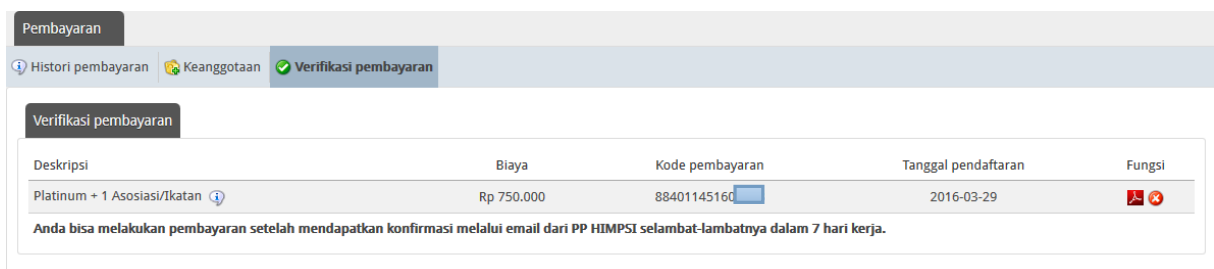 Pembayaran
Histori pembayaran Keanggotaan Verifikasi pembayaran
Verifikasi pembayaran
Deskripsi Biaya Kode pembayaran Tanggal pendaftaran Fungsi
Platinum + 1 Asosiasi/Ikatan Rp 750.000 88401145160 2016-03-29
Anda bisa melakukan pembayaran setelah mendapatkan konfirmasi melalui email dari PP HIMPSI selambat-lambatnya dalam 7 hari kerja.